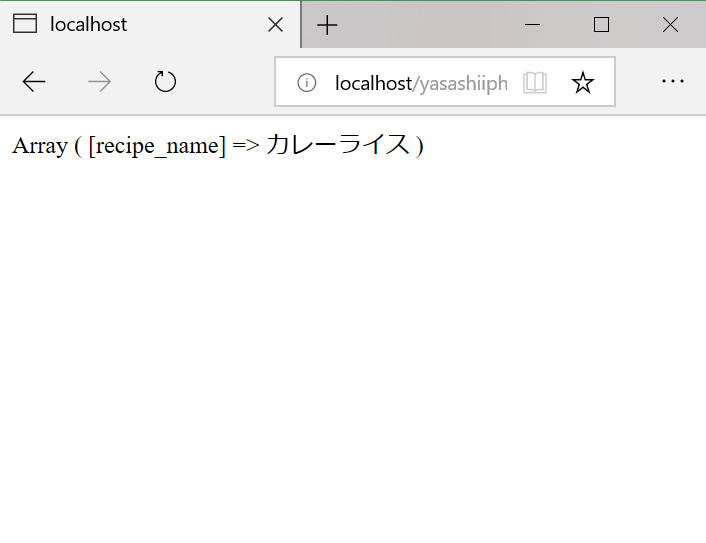 localhost
localhost/yasashiiph
Array ( [recipe_name] => カレーライス )